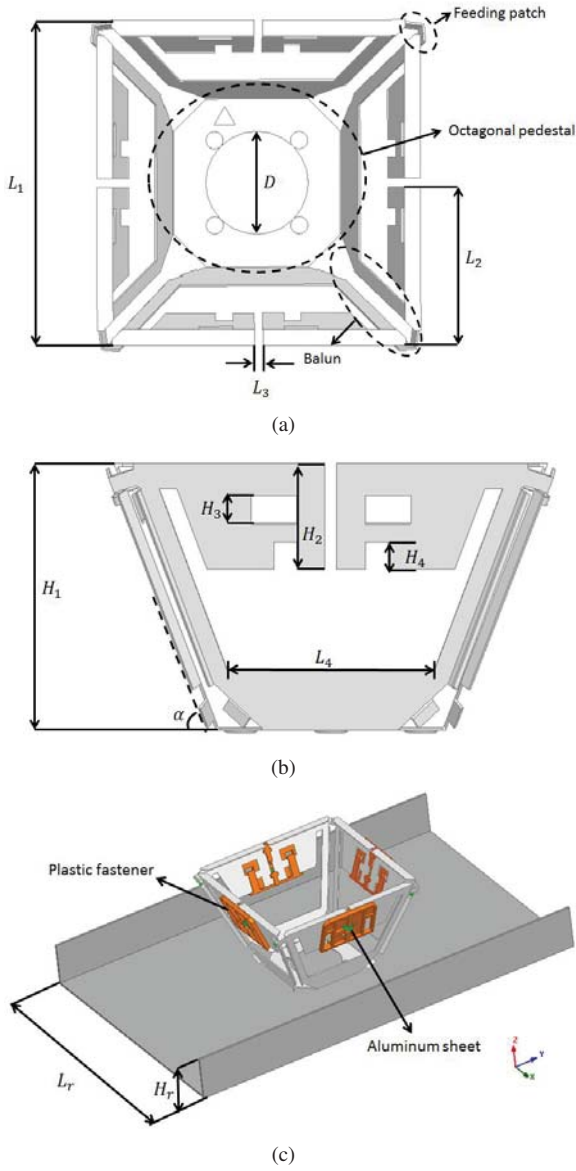 Feeding patch
Octagonal pedestal
D
L₁
L₂
Balun
L₃
(a)
H₃
H₂
H₄
H₁
L₄
α
(b)
Plastic fastener
Aluminum sheet
Lᵣ
Hᵣ
Z
Y
X
(c)